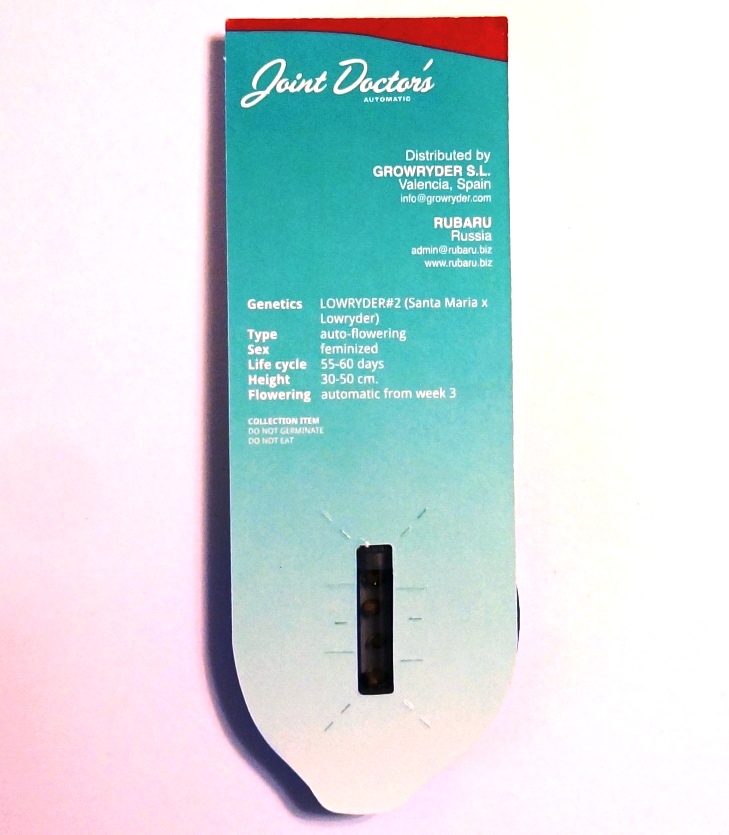 Joint Doctor's
AUTOMATIC
Distributed by
GROWRYDER S.L.
Valencia, Spain
info@growryder.com
RUBARU
Russia
admin@rubaru.biz
www.rubaru.biz
Genetics LOWRYDER#2 (Santa Maria x
Lowryder)
Type auto-flowering
Sex feminized
Life cycle 55-60 days
Height 30-50 cm.
Flowering automatic from week 3
COLLECTION ITEM
DO NOT GERMINATE
DO NOT EAT